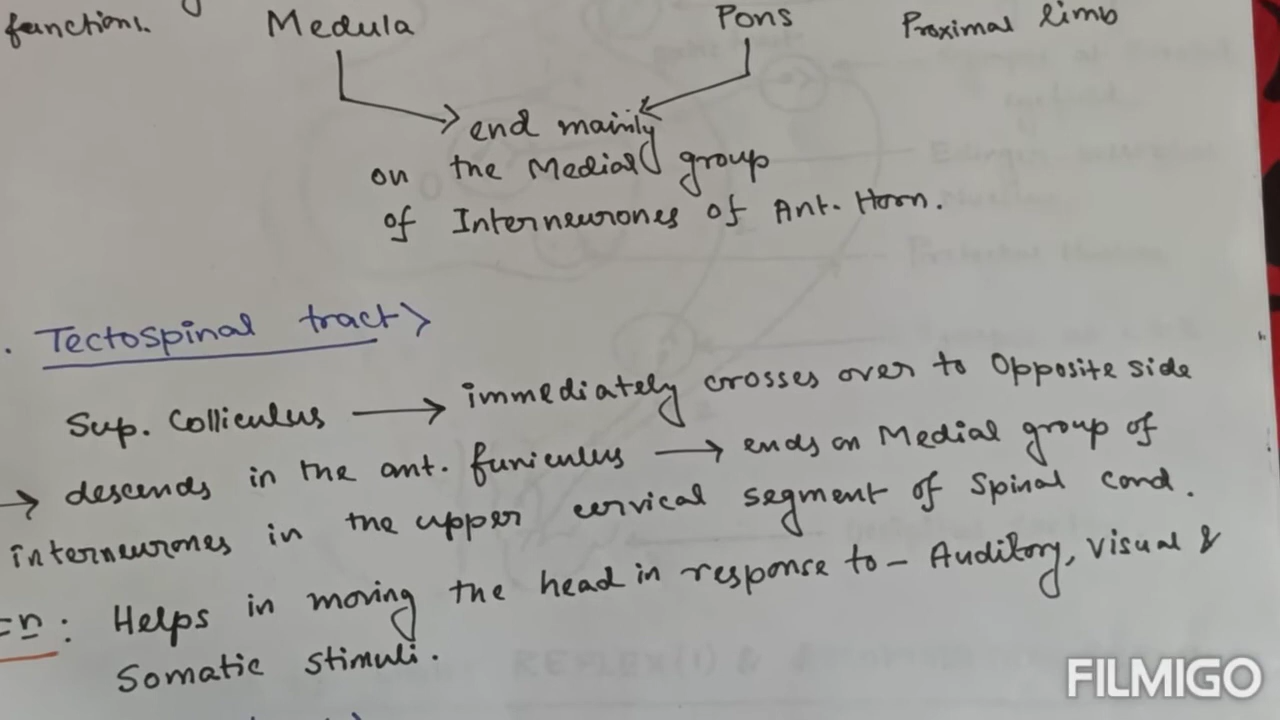 functions. Medula Pons Proximal limb
end mainly
on the Medial group
of Interneurones of Ant. Horn.
. Tectospinal tract>
Sup. Colliculus → immediately crosses over to Opposite side
→ descends in the ant. funiculus → ends on Medial group of
interneurones in the upper cervical segment of Spinal cord.
=n: Helps in moving the head in response to - Auditory, visual &
Somatic stimuli.
FILMIGO